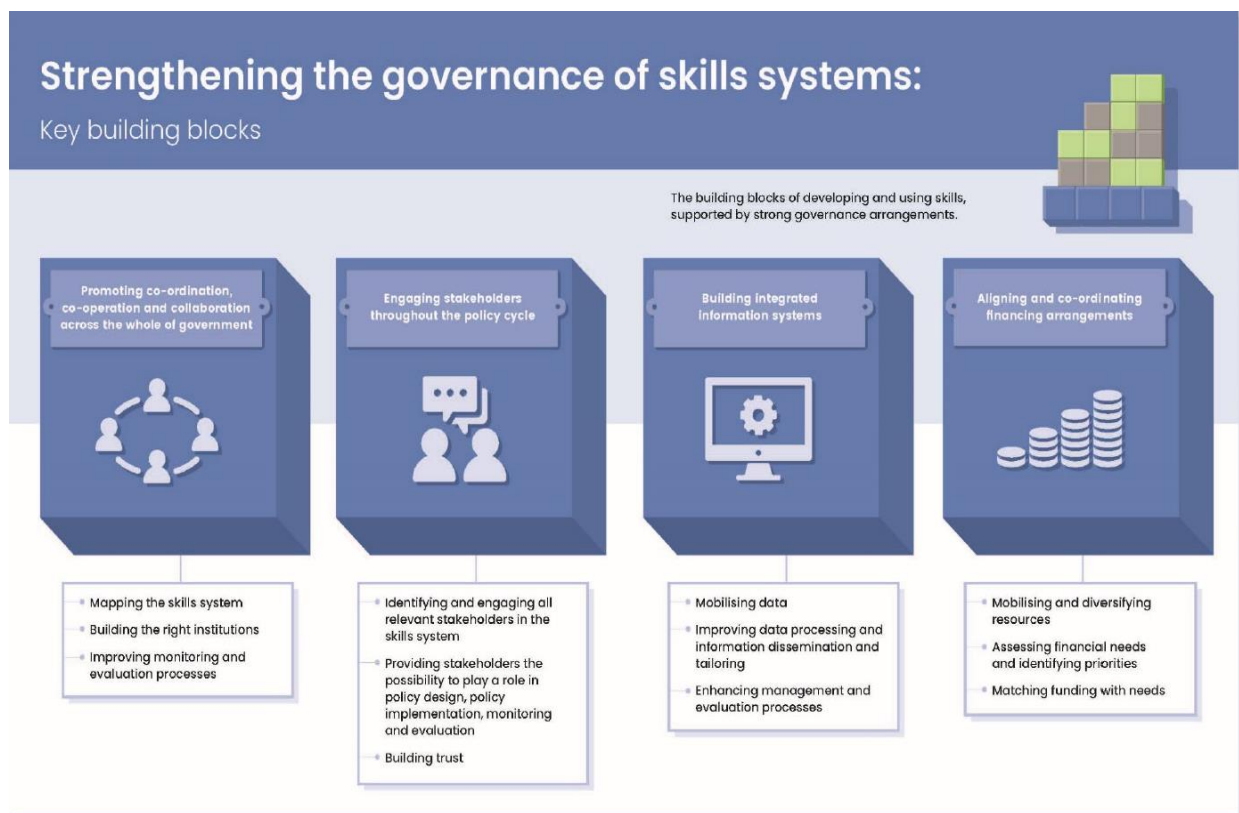 Strengthening the governance of skills systems:
Key building blocks
The building blocks of developing and using skills,
supported by strong governance arrangements.
Promoting co-ordination,
co-operation and collaboration
across the whole of government
Mapping the skills system
Building the right institutions
Improving monitoring and
evaluation processes
Engaging stakeholders
throughout the policy cycle
Identifying and engaging all
relevant stakeholders in the
skills system
Providing stakeholders the
possibility to play a role in
policy design, policy
implementation, monitoring
and evaluation
Building trust
Building integrated
information systems
Mobilising data
Improving data processing and
information dissemination and
tailoring
Enhancing management and
evaluation processes
Aligning and co-ordinating
financing arrangements
Mobilising and diversifying
resources
Assessing financial needs
and identifying priorities
Matching funding with needs